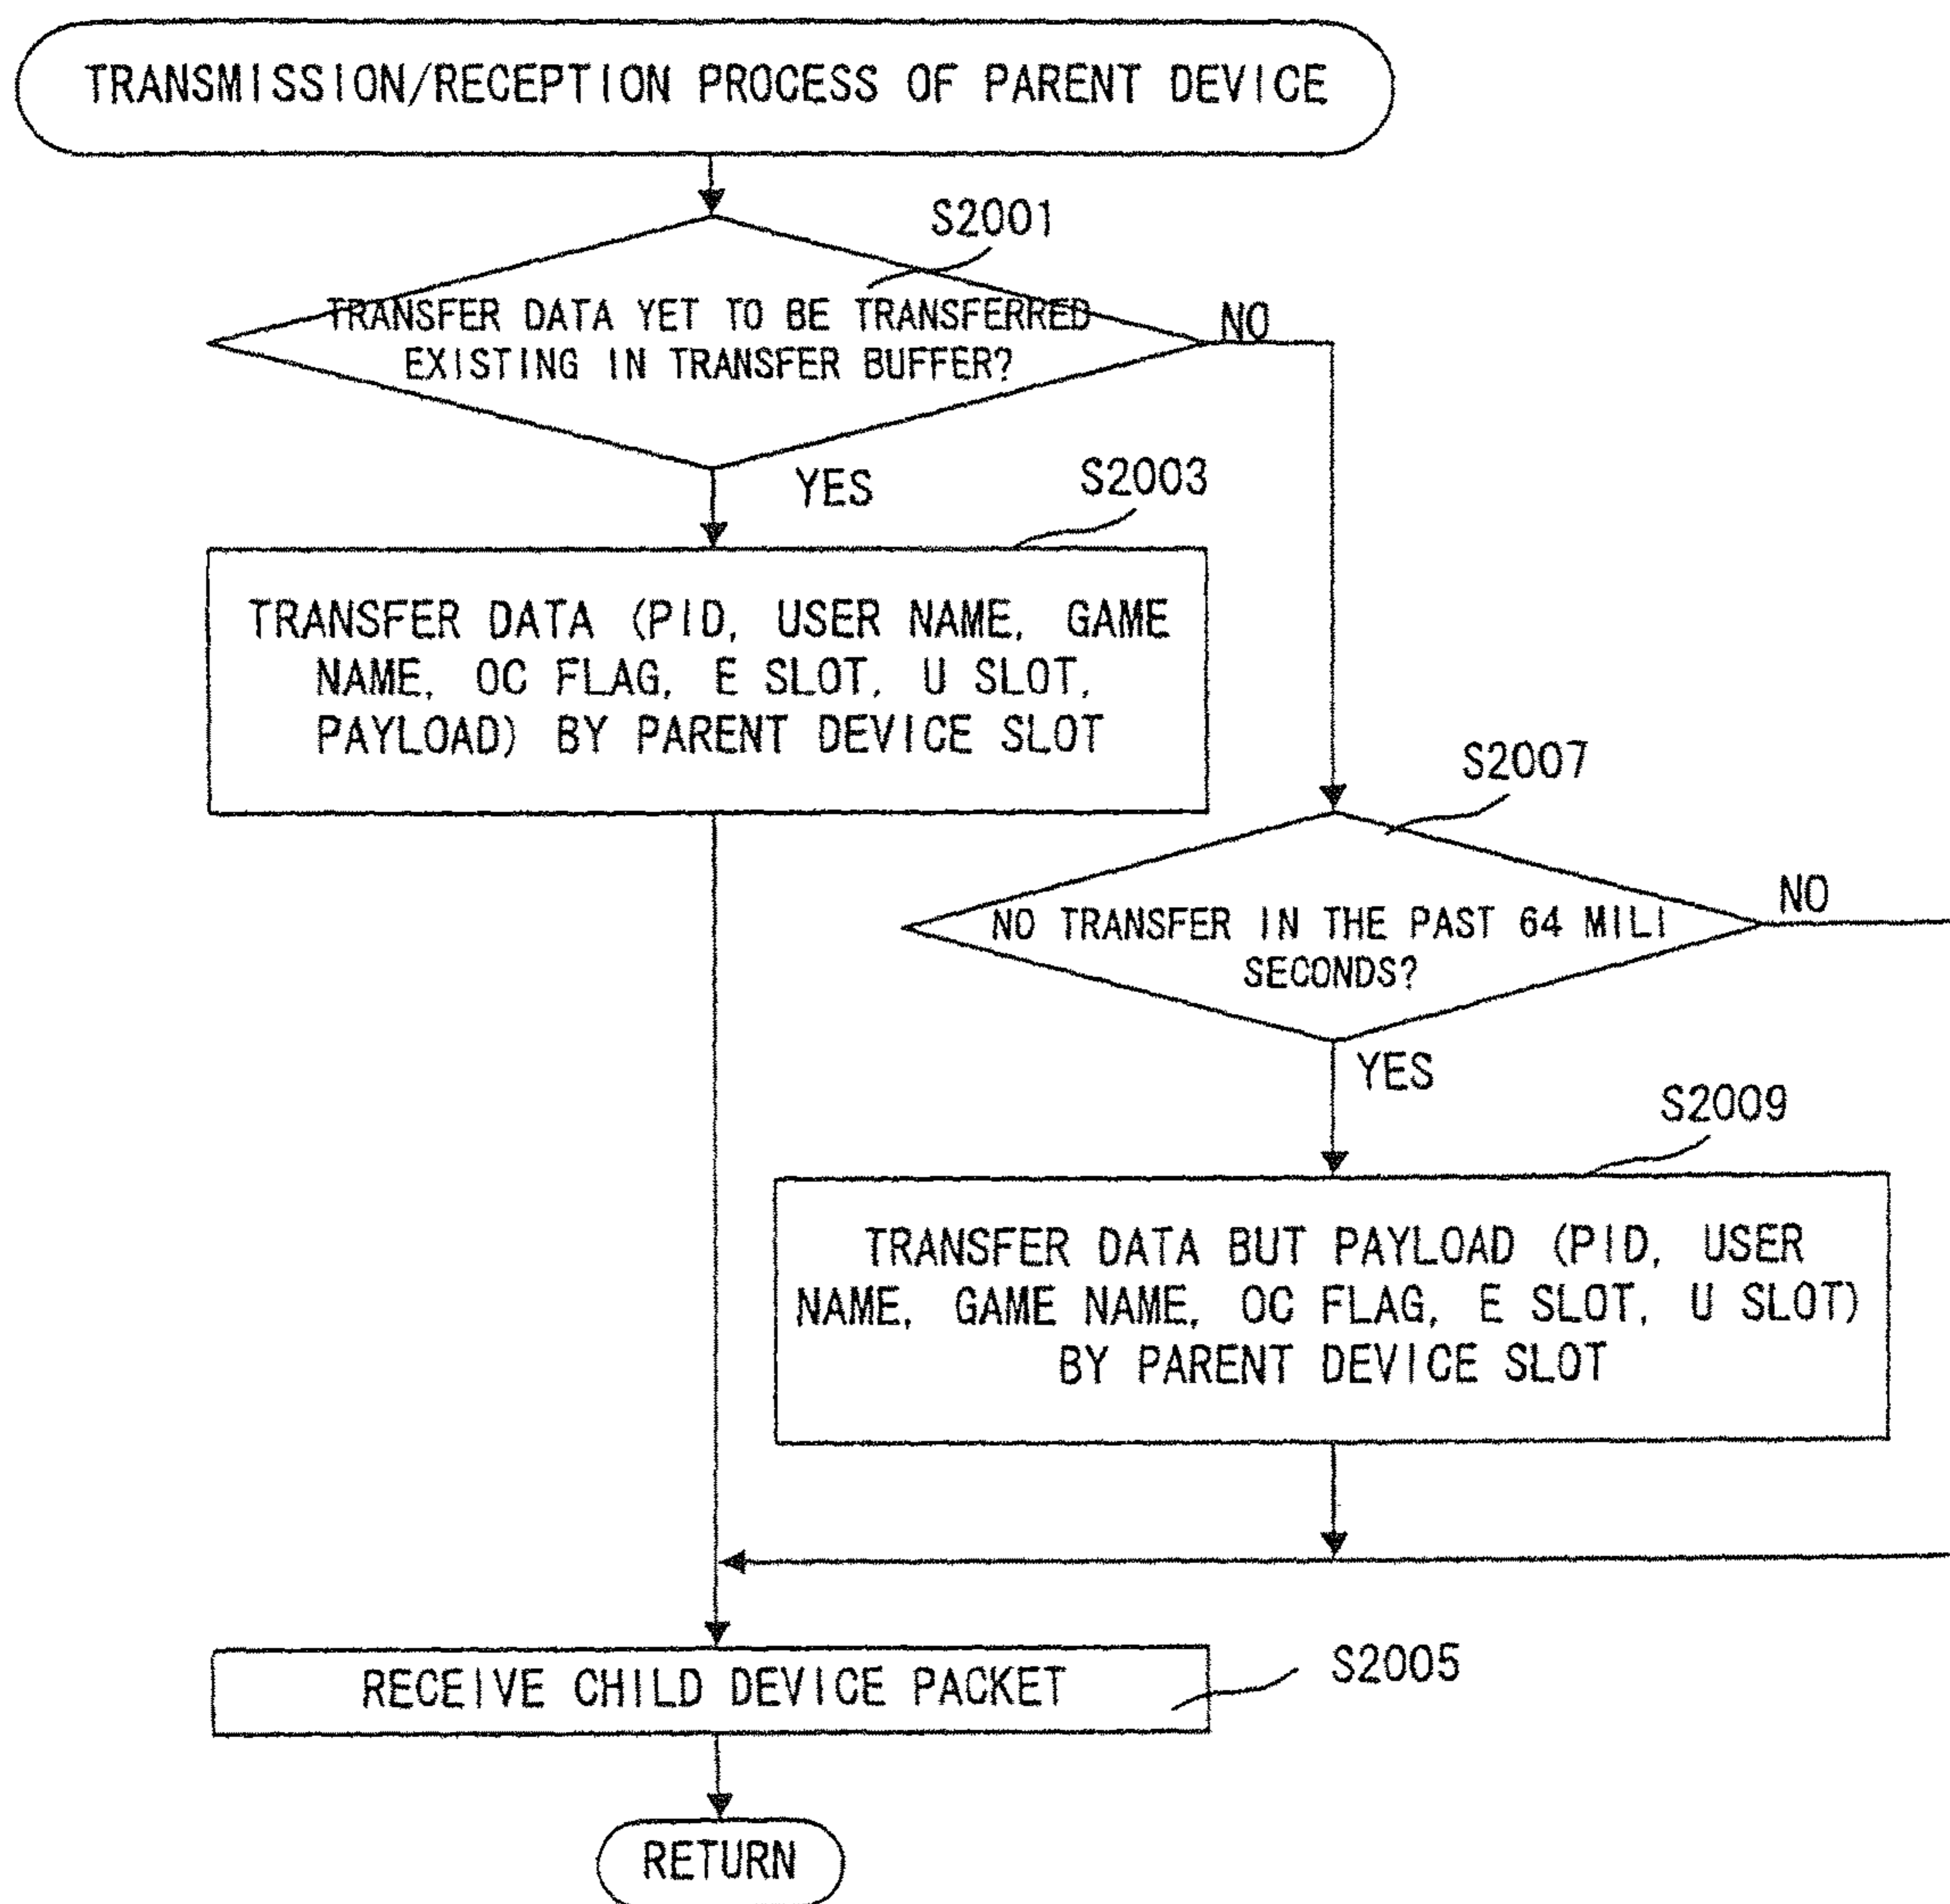 TRANSMISSION/RECEPTION PROCESS OF PARENT DEVICE
S2001
TRANSFER DATA YET TO BE TRANSFERRED
EXISTING IN TRANSFER BUFFER?
NO
YES
S2003
TRANSFER DATA (PID, USER NAME, GAME
NAME, OC FLAG, E SLOT, U SLOT,
PAYLOAD) BY PARENT DEVICE SLOT
S2007
NO TRANSFER IN THE PAST 64 MILI
SECONDS?
NO
YES
S2009
TRANSFER DATA BUT PAYLOAD (PID, USER
NAME, GAME NAME, OC FLAG, E SLOT, U SLOT)
BY PARENT DEVICE SLOT
RECEIVE CHILD DEVICE PACKET
S2005
RETURN